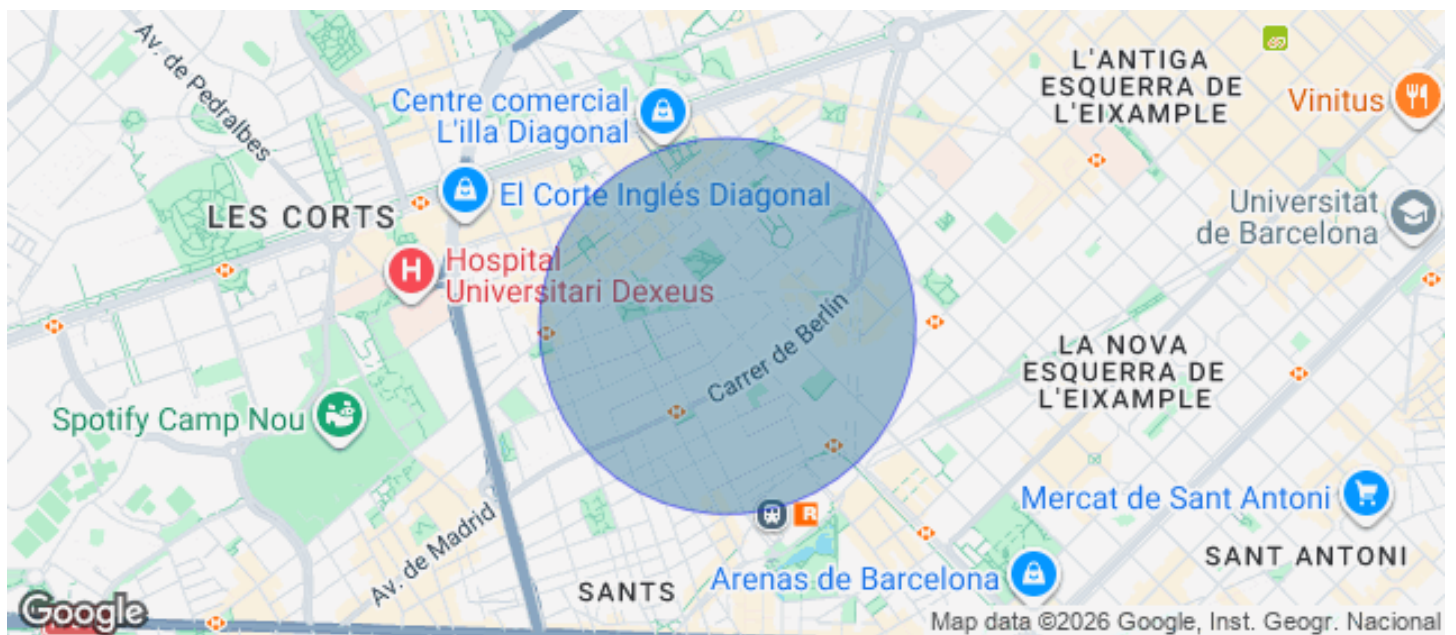 Av. de Pedralbes
Centre comercial
L'illa Diagonal
L'ANTIGA
ESQUERRA DE
L'EIXAMPLE
Vinitus
El Corte Inglés Diagonal
LES CORTS
Universitat
de Barcelona
H
Hospital
Universitari Dexeus
Carrer de Berlín
LA NOVA
ESQUERRA DE
L'EIXAMPLE
Spotify Camp Nou
Av. de Madrid
R
Mercat de Sant Antoni
SANT ANTONI
Arenas de Barcelona
SANTS
Google
Map data ©2026 Google, Inst. Geogr. Nacional